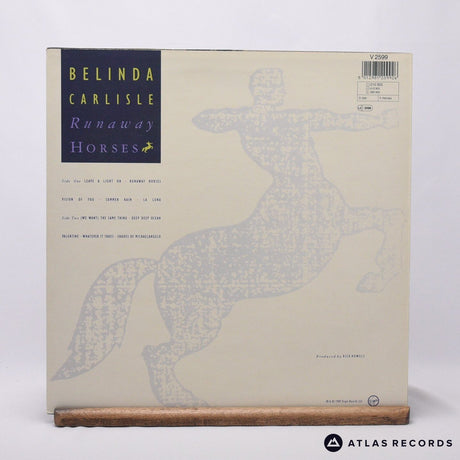 BELINDA
CARLISLE
Runaway
HORSES
V 2599
Side One LEAVE A LIGHT ON · RUNAWAY HORSES
VISION OF YOU · SUMMER RAIN · LA LUNA
Side Two (WE WANT) THE SAME THING · DEEP DEEP OCEAN
VALENTINE · WHATEVER IT TAKES · SHADES OF MICHAELANGELO
Produced by RICK NOWELS
ATLAS RECORDS